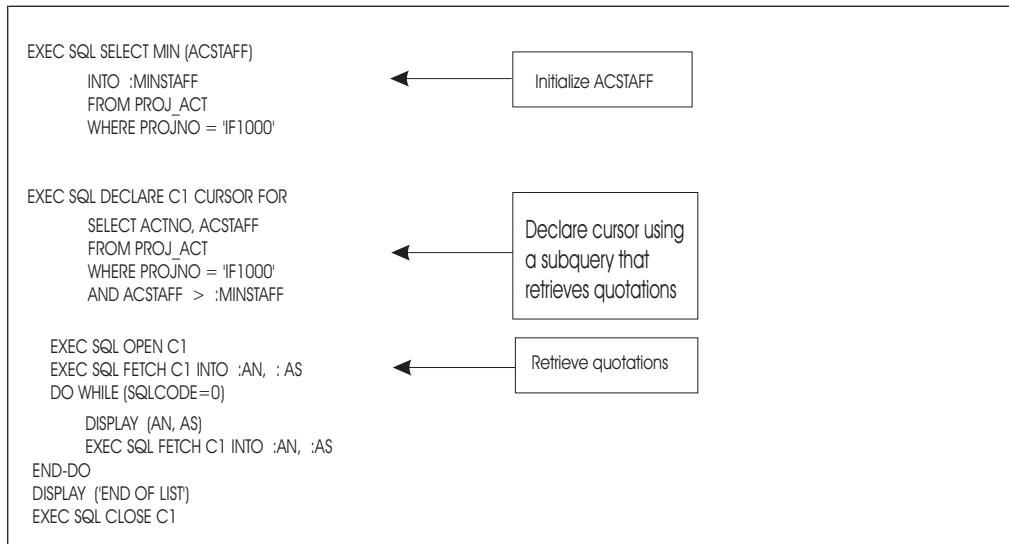 EXEC SQL SELECT MIN (ACSTAFF)
INTO :MINSTAFF
FROM PROJ_ACT
WHERE PROJNO = 'IF1000'
Initialize ACSTAFF
EXEC SQL DECLARE C1 CURSOR FOR
SELECT ACTNO, ACSTAFF
FROM PROJ_ACT
WHERE PROJNO = 'IF1000'
AND ACSTAFF > :MINSTAFF
Declare cursor using
a subquery that
retrieves quotations
EXEC SQL OPEN C1
EXEC SQL FETCH C1 INTO :AN, : AS
DO WHILE (SQLCODE=0)
Retrieve quotations
DISPLAY (AN, AS)
EXEC SQL FETCH C1 INTO :AN, :AS
END-DO
DISPLAY ('END OF LIST')
EXEC SQL CLOSE C1